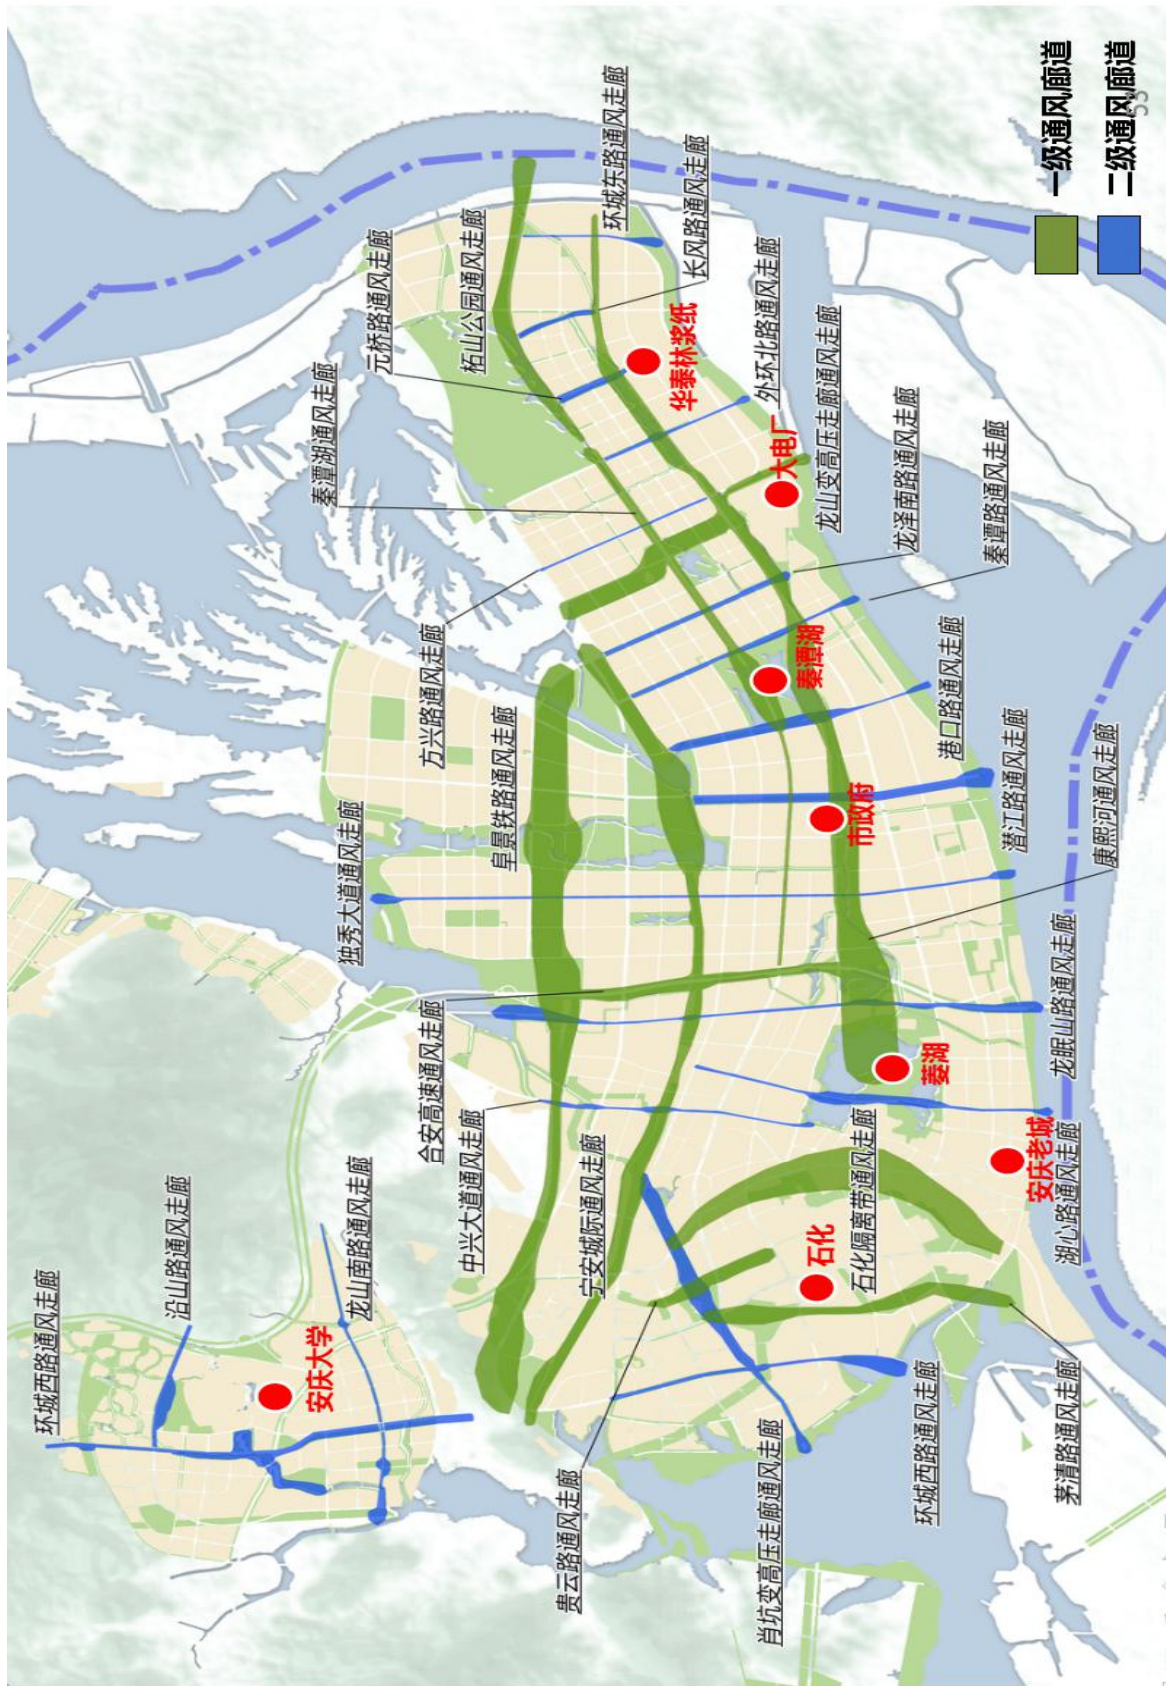 环城西路通风走廊
沿山路通风走廊
龙山南路通风走廊
安庆大学
独秀大道通风走廊
合安高速通风走廊
中兴大道通风走廊
阜景铁路通风走廊
方兴路通风走廊
秦潭湖通风走廊
元桥路通风走廊
柘山公园通风走廊
环城东路通风走廊
长风路通风走廊
外环北路通风走廊
龙山变高压走廊通风走廊
龙泽南路通风走廊
秦谭路通风走廊
港口路通风走廊
潜江路通风走廊
康熙河通风走廊
龙眠山路通风走廊
湖心路通风走廊
宁安城际通风走廊
石化隔离带通风走廊
贵云路通风走廊
肖坑变高压走廊通风走廊
环城西路通风走廊
茅清路通风走廊
华泰林浆纸
大电厂
秦潭湖
市政府
菱湖
安庆老城
石化
一级通风廊道
二级通风廊道
53